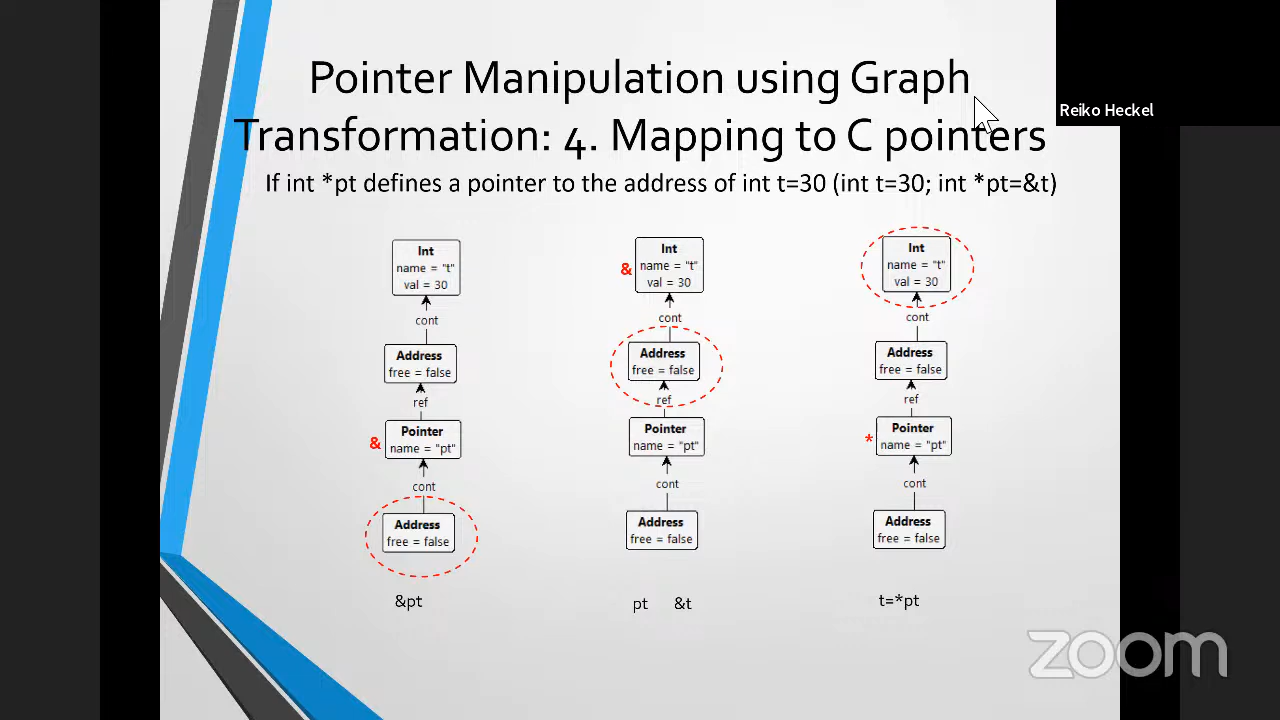 Pointer Manipulation using Graph
Transformation: 4. Mapping to C pointers
Reiko Heckel
If int *pt defines a pointer to the address of int t=30 (int t=30; int *pt=&t)
Int
name = "t"
val = 30
cont
Address
free = false
ref
&
Pointer
name = "pt"
cont
Address
free = false
&pt
&
Int
name = "t"
val = 30
cont
Address
free = false
ref
Pointer
name = "pt"
cont
Address
free = false
pt &t
Int
name = "t"
val = 30
cont
Address
free = false
ref
*
Pointer
name = "pt"
cont
Address
free = false
t=*pt
zoom